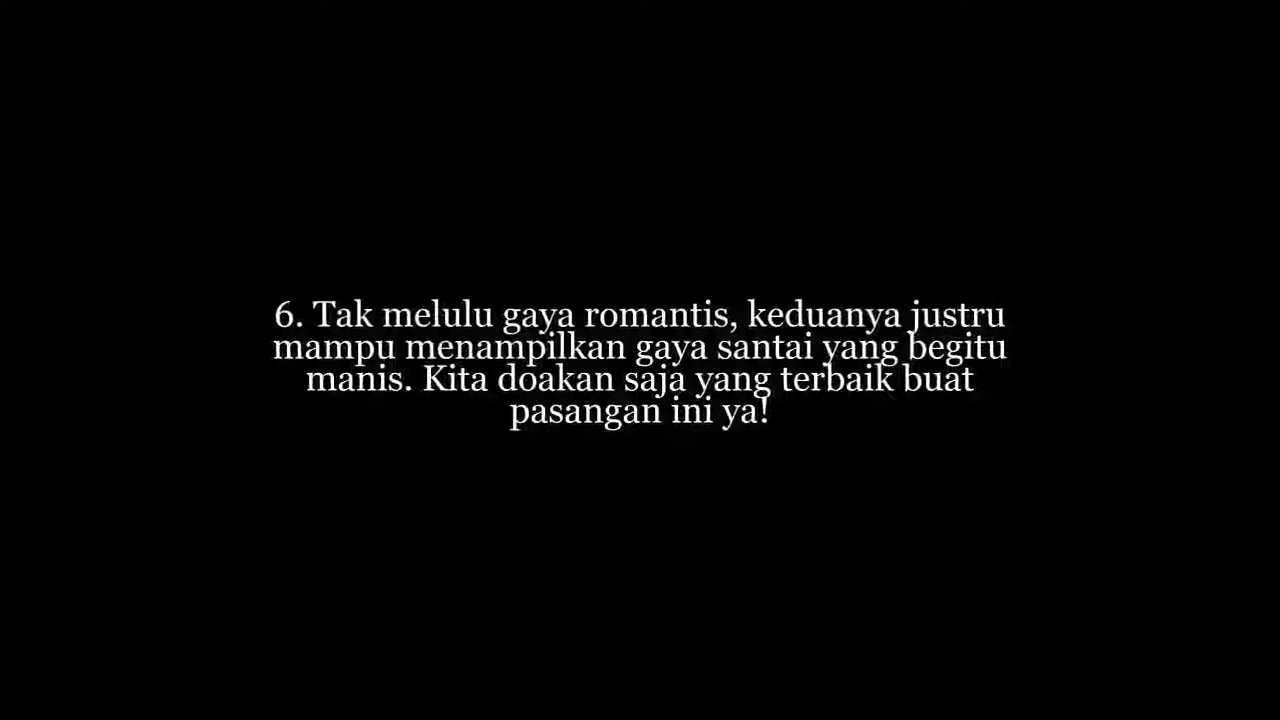 6. Tak melulu gaya romantis, keduanya justru
mampu menampilkan gaya santai yang begitu
manis. Kita doakan saja yang terbaik buat
pasangan ini ya!